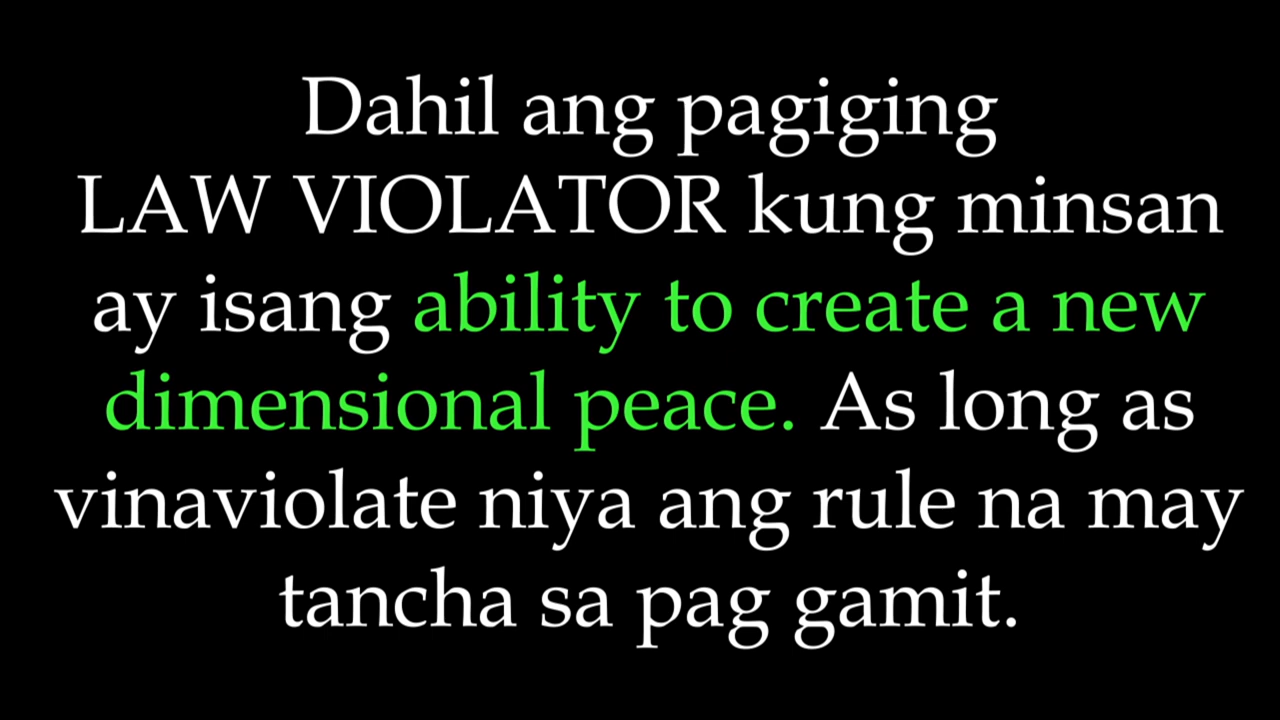 Dahil ang pagiging
LAW VIOLATOR kung minsan
ay isang ability to create a new
dimensional peace. As long as
vinaviolate niya ang rule na may
tancha sa pag gamit.